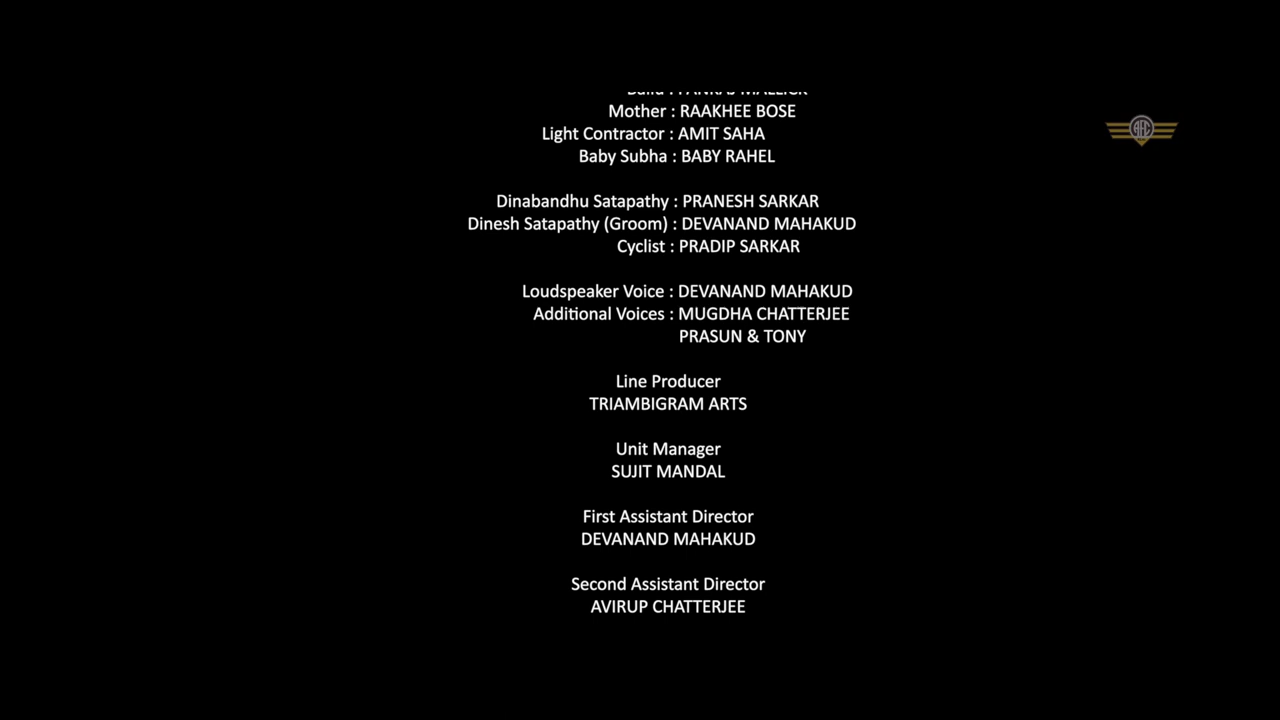 Mother : RAAKHEE BOSE
Light Contractor : AMIT SAHA
Baby Subha : BABY RAHEL
Dinabandhu Satapathy : PRANESH SARKAR
Dinesh Satapathy (Groom) : DEVANAND MAHAKUD
Cyclist : PRADIP SARKAR
Loudspeaker Voice : DEVANAND MAHAKUD
Additional Voices : MUGDHA CHATTERJEE
PRASUN & TONY
Line Producer
TRIAMBIGRAM ARTS
Unit Manager
SUJIT MANDAL
First Assistant Director
DEVANAND MAHAKUD
Second Assistant Director
AVIRUP CHATTERJEE